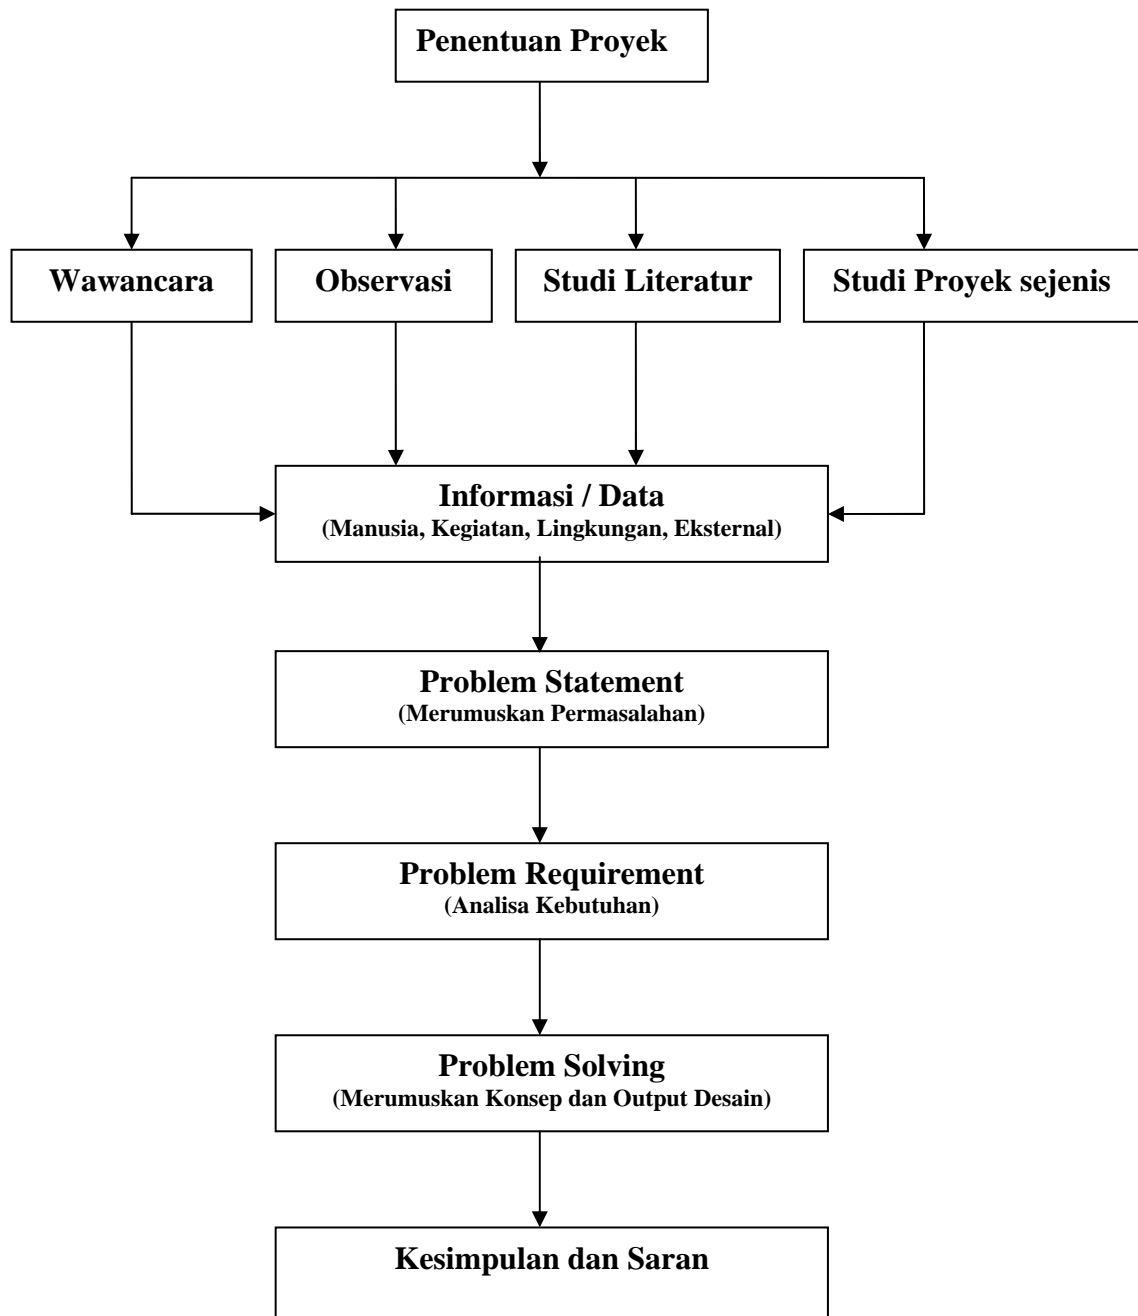 Penentuan Proyek
Wawancara
Observasi
Studi Literatur
Studi Proyek sejenis
Informasi / Data
(Manusia, Kegiatan, Lingkungan, Eksternal)
Problem Statement
(Merumuskan Permasalahan)
Problem Requirement
(Analisa Kebutuhan)
Problem Solving
(Merumuskan Konsep dan Output Desain)
Kesimpulan dan Saran